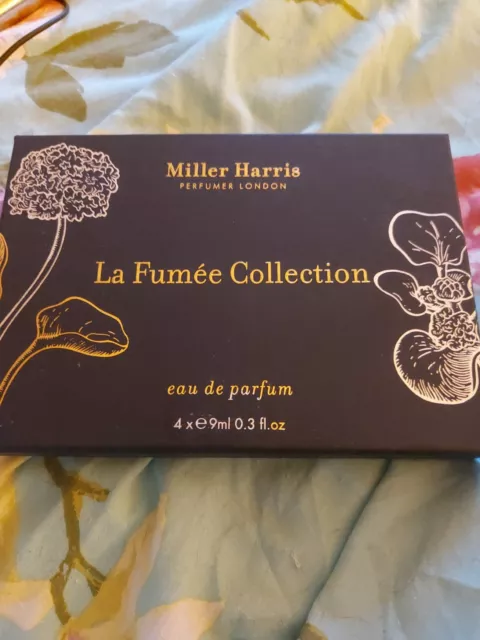 Miller Harris
PERFUMER LONDON
La Fumée Collection
eau de parfum
4 x ℮9ml 0.3 fl.oz